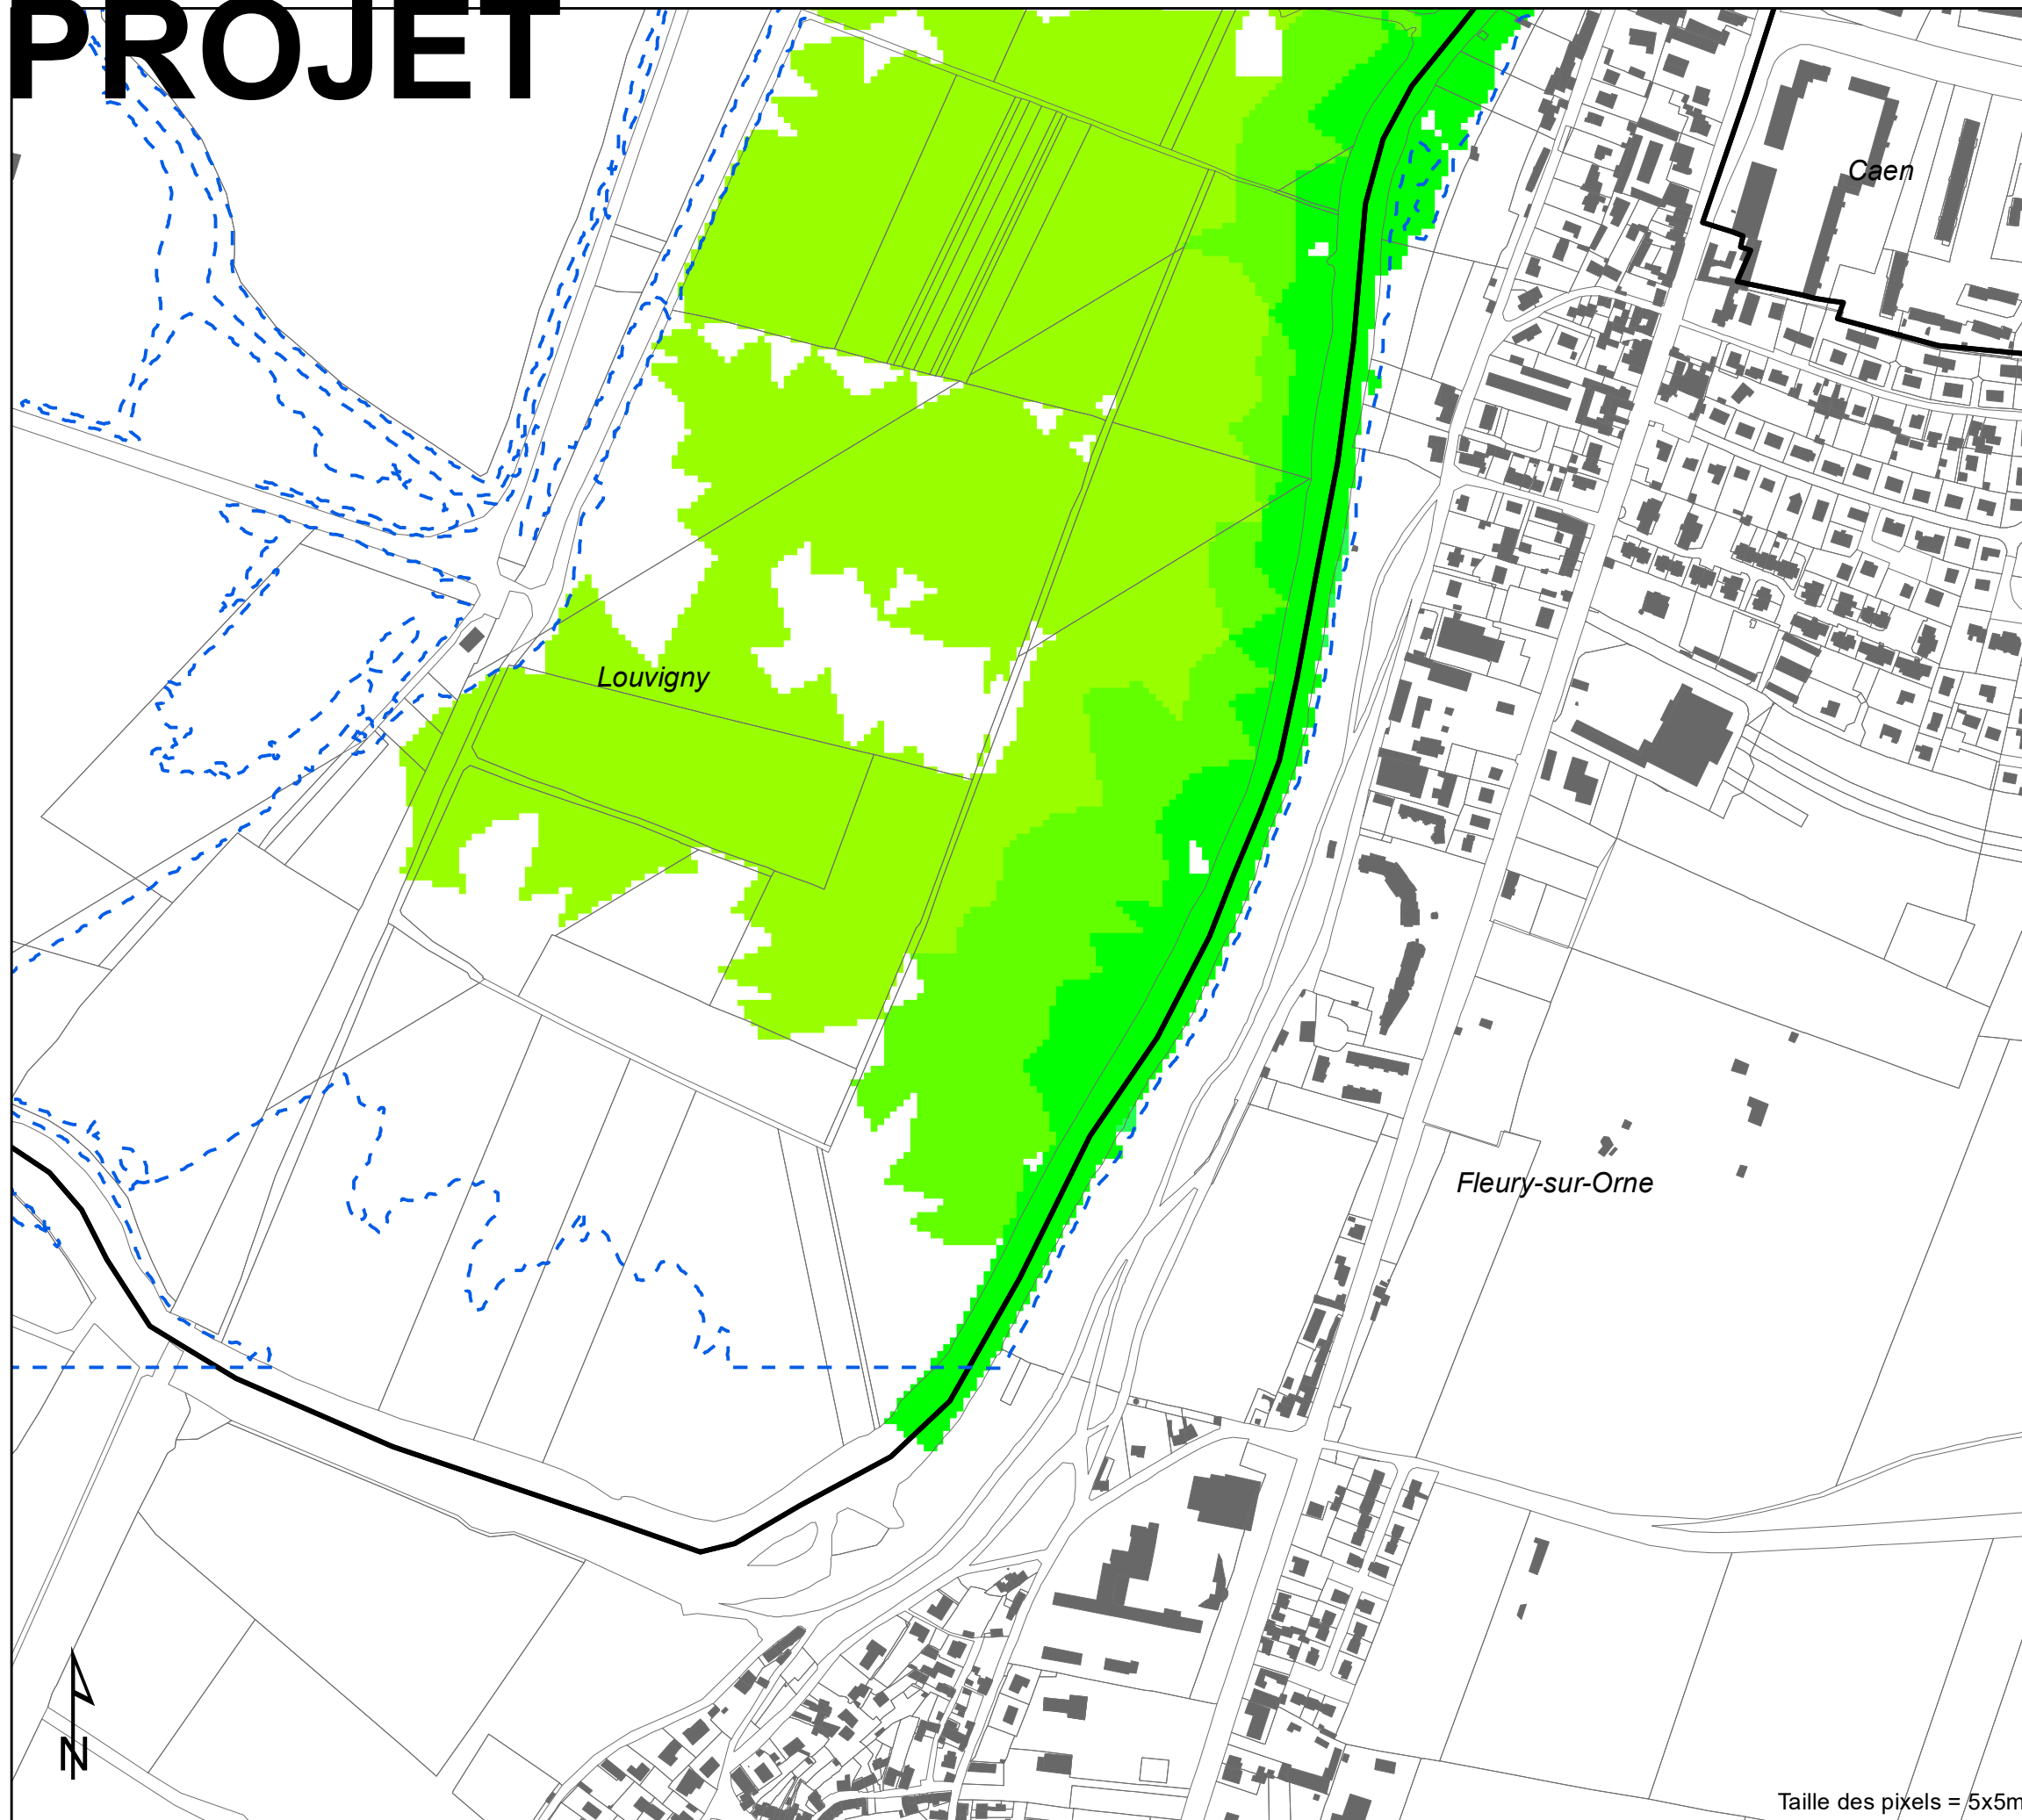 PROJET
Caen
Louvigny
Fleury-sur-Orne
N
Taille des pixels = 5x5m